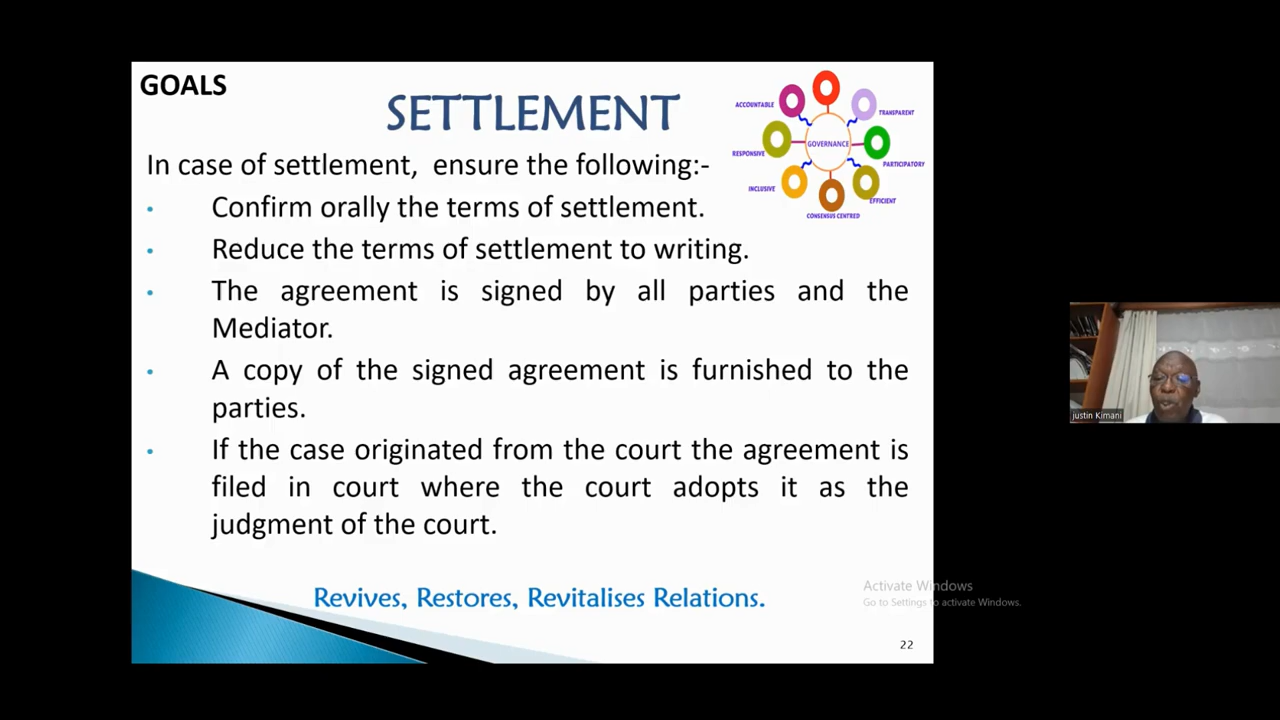 GOALS
SETTLEMENT
ACCOUNTABLE
TRANSPARENT
RESPONSIVE
GOVERNANCE
PARTICIPATORY
INCLUSIVE
EFFICIENT
CONSENSUS CENTRED
In case of settlement, ensure the following:-
• Confirm orally the terms of settlement.
• Reduce the terms of settlement to writing.
• The agreement is signed by all parties and the
Mediator.
• A copy of the signed agreement is furnished to the
parties.
• If the case originated from the court the agreement is
filed in court where the court adopts it as the
judgment of the court.
Revives, Restores, Revitalises Relations.
22
Activate Windows
Go to Settings to activate Windows.
justin Kimani